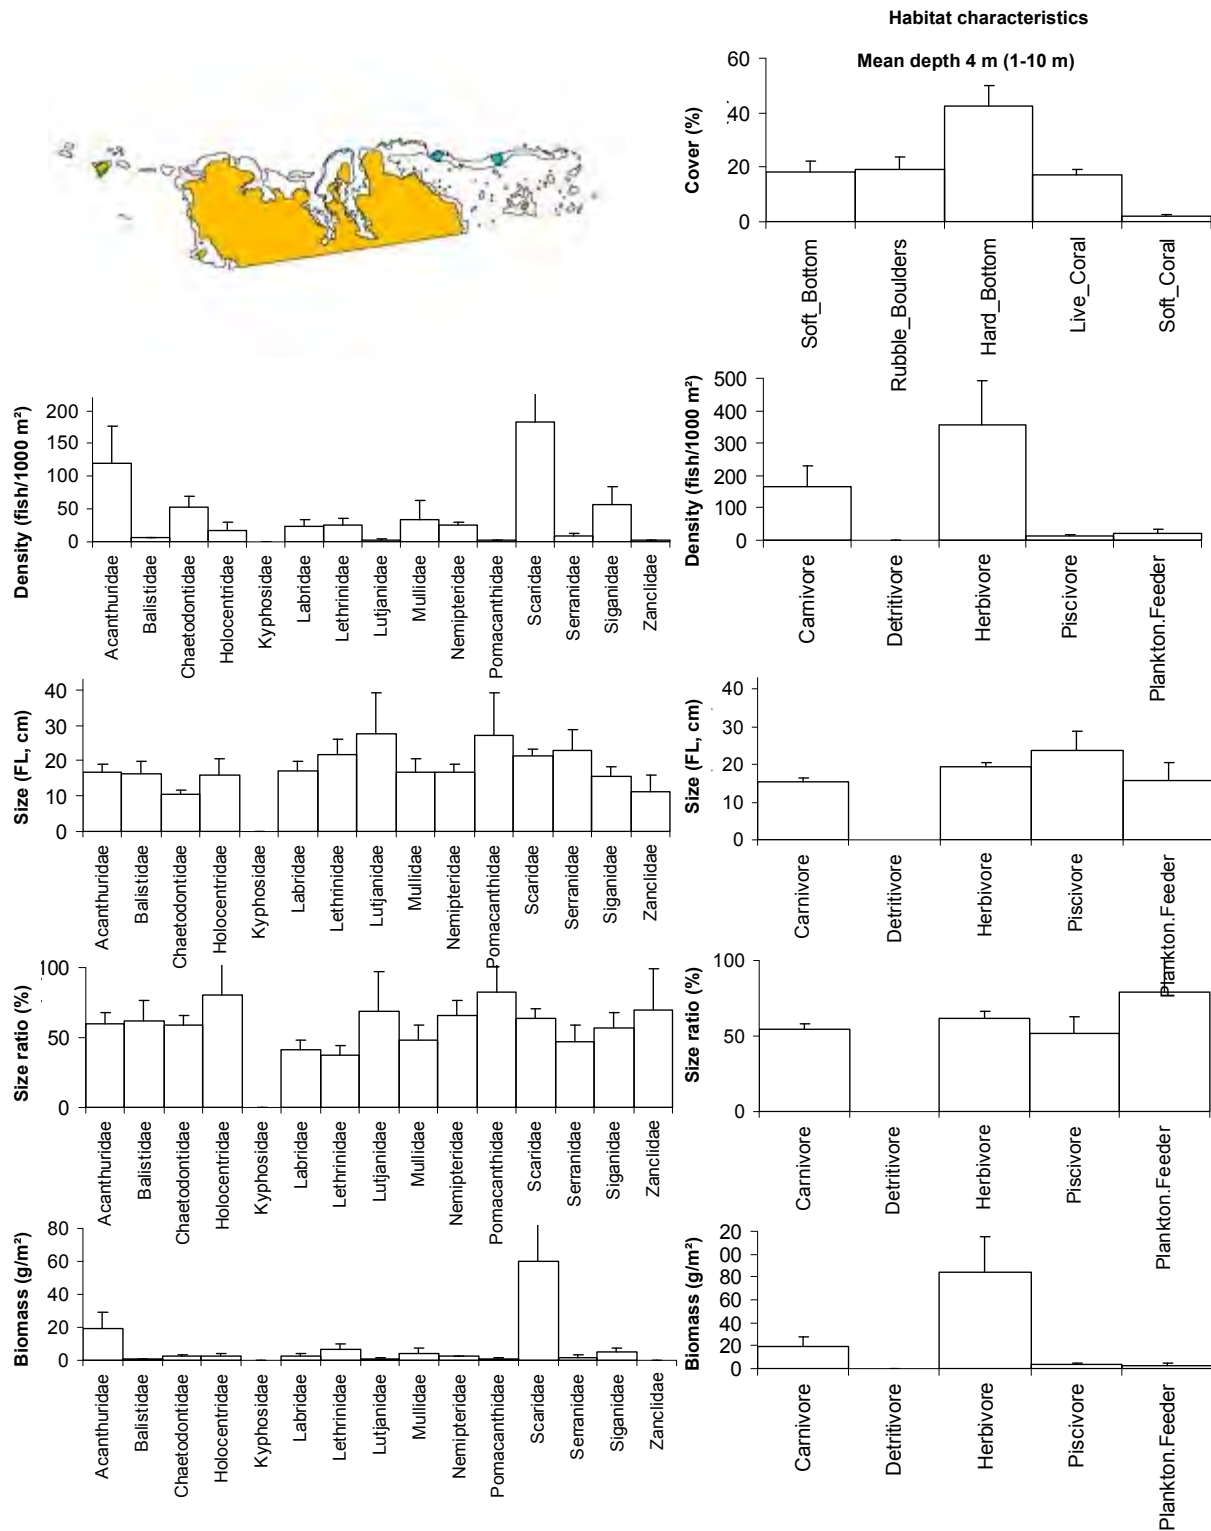 Habitat characteristics
Mean depth 4 m (1-10 m)
Cover (%)
60
40
20
0
Soft_Bottom
Rubble_Boulders
Hard_Bottom
Live_Coral
Soft_Coral
Density (fish/1000 m²)
200
150
100
50
0
Acanthuridae
Balistidae
Chaetodontidae
Holocentridae
Kyphosidae
Labridae
Lethrinidae
Lutjanidae
Mullidae
Nemipteridae
Pomacanthidae
Scaridae
Serranidae
Siganidae
Zanclidae
Density (fish/1000 m²)
500
400
300
200
100
0
Carnivore
Detritivore
Herbivore
Piscivore
Plankton.Feeder
Size (FL, cm)
40
30
20
10
0
Acanthuridae
Balistidae
Chaetodontidae
Holocentridae
Kyphosidae
Labridae
Lethrinidae
Lutjanidae
Mullidae
Nemipteridae
Pomacanthidae
Scaridae
Serranidae
Siganidae
Zanclidae
Size (FL, cm)
40
30
20
10
0
Carnivore
Detritivore
Herbivore
Piscivore
Plankton.Feeder
Size ratio (%)
100
50
0
Acanthuridae
Balistidae
Chaetodontidae
Holocentridae
Kyphosidae
Labridae
Lethrinidae
Lutjanidae
Mullidae
Nemipteridae
Pomacanthidae
Scaridae
Serranidae
Siganidae
Zanclidae
Size ratio (%)
100
50
0
Carnivore
Detritivore
Herbivore
Piscivore
Plankton.Feeder
Biomass (g/m²)
80
60
40
20
0
Acanthuridae
Balistidae
Chaetodontidae
Holocentridae
Kyphosidae
Labridae
Lethrinidae
Lutjanidae
Mullidae
Nemipteridae
Pomacanthidae
Scaridae
Serranidae
Siganidae
Zanclidae
Biomass (g/m²)
20
00
80
60
40
20
0
Carnivore
Detritivore
Herbivore
Piscivore
Plankton.Feeder